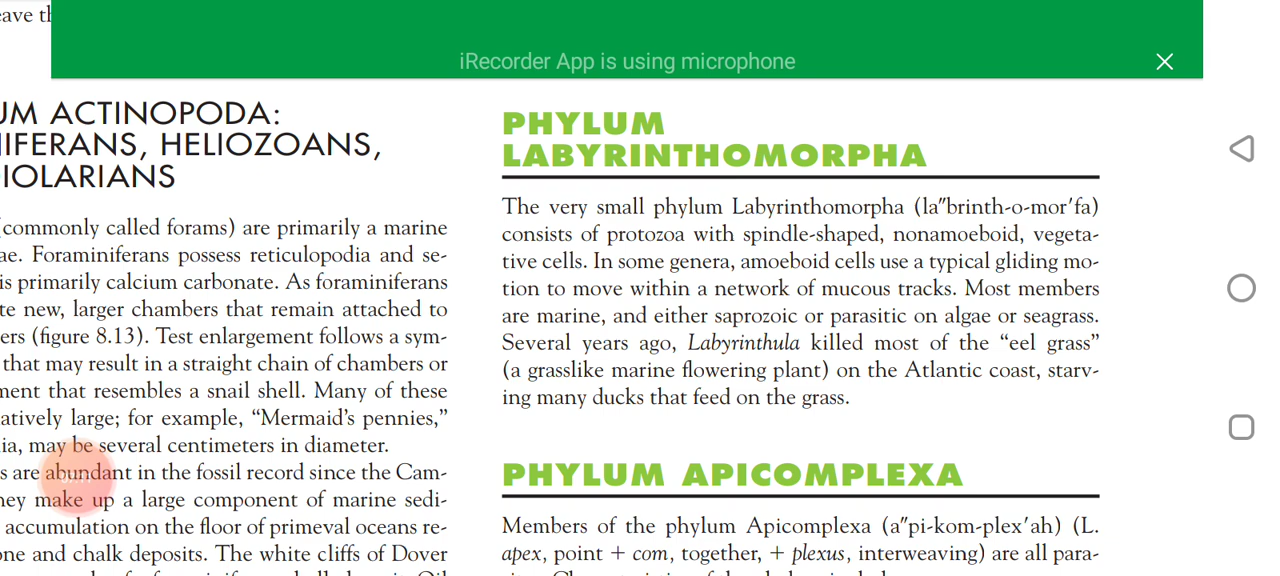 eave th
iRecorder App is using microphone
UM ACTINOPODA:
IFERANS, HELIOZOANS,
IOLARIANS
(commonly called forams) are primarily a marine
ae. Foraminiferans possess reticulopodia and se-
is primarily calcium carbonate. As foraminiferans
te new, larger chambers that remain attached to
ers (figure 8.13). Test enlargement follows a sym-
that may result in a straight chain of chambers or
ment that resembles a snail shell. Many of these
atively large; for example, “Mermaid’s pennies,”
ia, may be several centimeters in diameter.
s are abundant in the fossil record since the Cam-
hey make up a large component of marine sedi-
accumulation on the floor of primeval oceans re-
one and chalk deposits. The white cliffs of Dover
PHYLUM
LABYRINTHOMORPHA
The very small phylum Labyrinthomorpha (la″brinth-o-mor′fa)
consists of protozoa with spindle-shaped, nonamoeboid, vegeta-
tive cells. In some genera, amoeboid cells use a typical gliding mo-
tion to move within a network of mucous tracks. Most members
are marine, and either saprozoic or parasitic on algae or seagrass.
Several years ago, Labyrinthula killed most of the “eel grass”
(a grasslike marine flowering plant) on the Atlantic coast, starv-
ing many ducks that feed on the grass.
PHYLUM APICOMPLEXA
Members of the phylum Apicomplexa (a″pi-kom-plex′ah) (L.
apex, point + com, together, + plexus, interweaving) are all para-